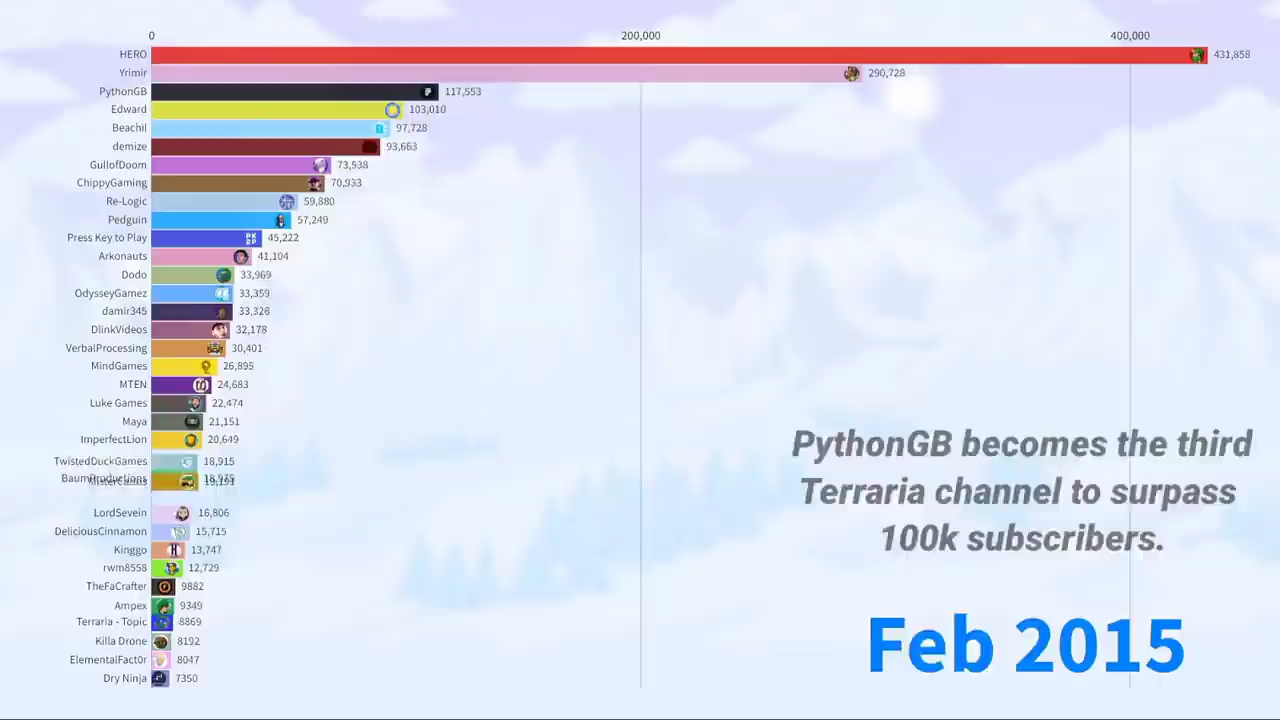 0 200,000 400,000
HERO 431,858
Yrimir 290,728
PythonGB 117,553
Edward 103,010
Beachil 97,728
demize 93,663
GullofDoom 73,538
ChippyGaming 70,933
Re-Logic 59,880
Pedguin 57,249
Press Key to Play 45,222
Arkonauts 41,104
Dodo 33,969
OdysseyGamez 33,359
damir345 33,326
DlinkVideos 32,178
VerbalProcessing 30,401
MindGames 26,895
MTEN 24,683
Luke Games 22,474
Maya 21,151
ImperfectLion 20,649
TwistedDuckGames 18,915
BaumProductions
LordSevein 16,806
DeliciousCinnamon 15,715
Kinggo 13,747
rwm8558 12,729
TheFaCrafter 9882
Ampex 9349
Terraria - Topic 8869
Killa Drone 8192
ElementalFact0r 8047
Dry Ninja 7350
PythonGB becomes the third
Terraria channel to surpass
100k subscribers.
Feb 2015